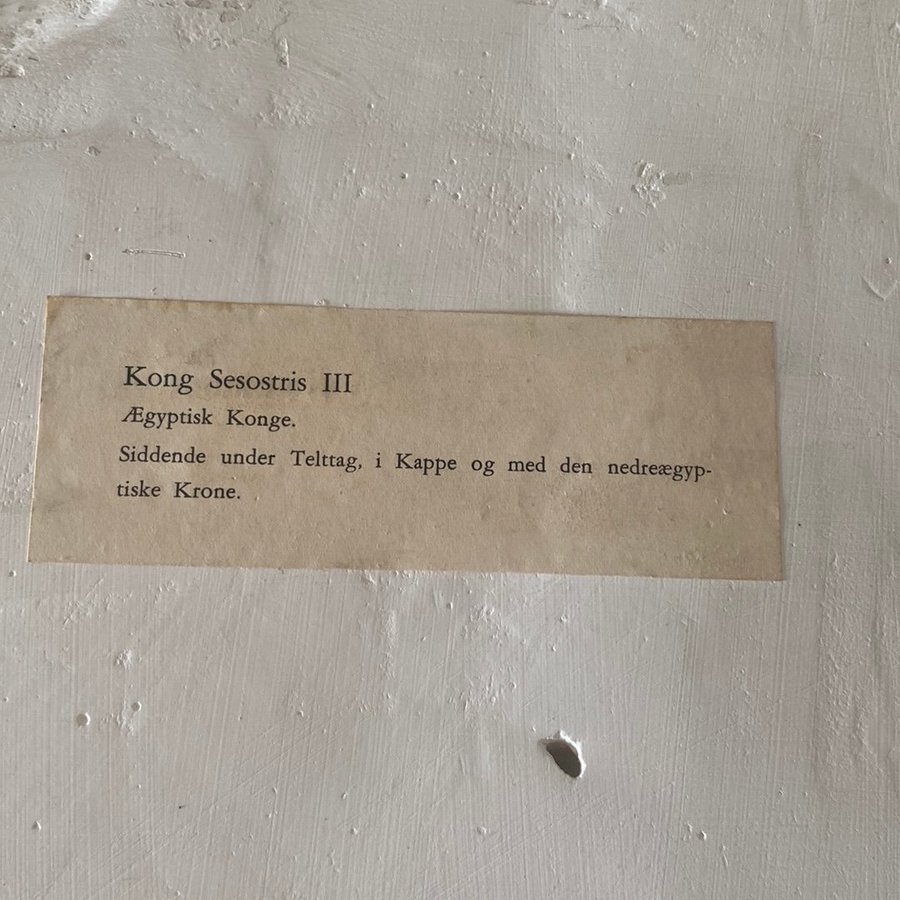 Kong Sesostris III
Ægyptisk Konge.
Siddende under Telttag, i Kappe og med den nedreægyp-
tiske Krone.